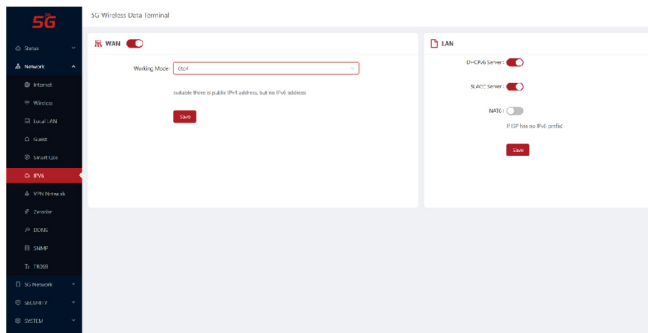 5G
5G Wireless Data Terminal
Status
Network
Internet
Wireless
Local LAN
Guest
Smart Qos
IPV6
VPN Network
Zerotier
DDNS
SNMP
TR069
5G Network
SECURITY
SYSTEM
WAN
Working Mode: 6to4
suitable there is public IPv4 address, but no IPv6 address
Save
LAN
DHCPv6 Server:
SLACC Server:
NAT6:
If ISP has no IPv6 prefix
Save